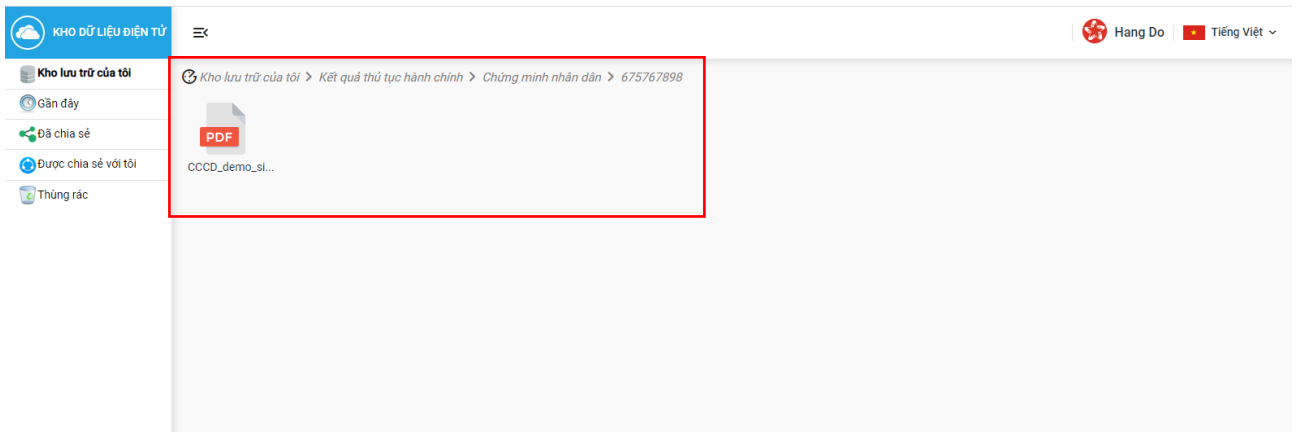 KHO DỮ LIỆU ĐIỆN TỬ
Hang Do
Tiếng Việt
Kho lưu trữ của tôi
Gần đây
Đã chia sẻ
Được chia sẻ với tôi
Thùng rác
Kho lưu trữ của tôi > Kết quả thủ tục hành chính > Chứng minh nhân dân > 675767898
PDF
CCCD_demo_si...